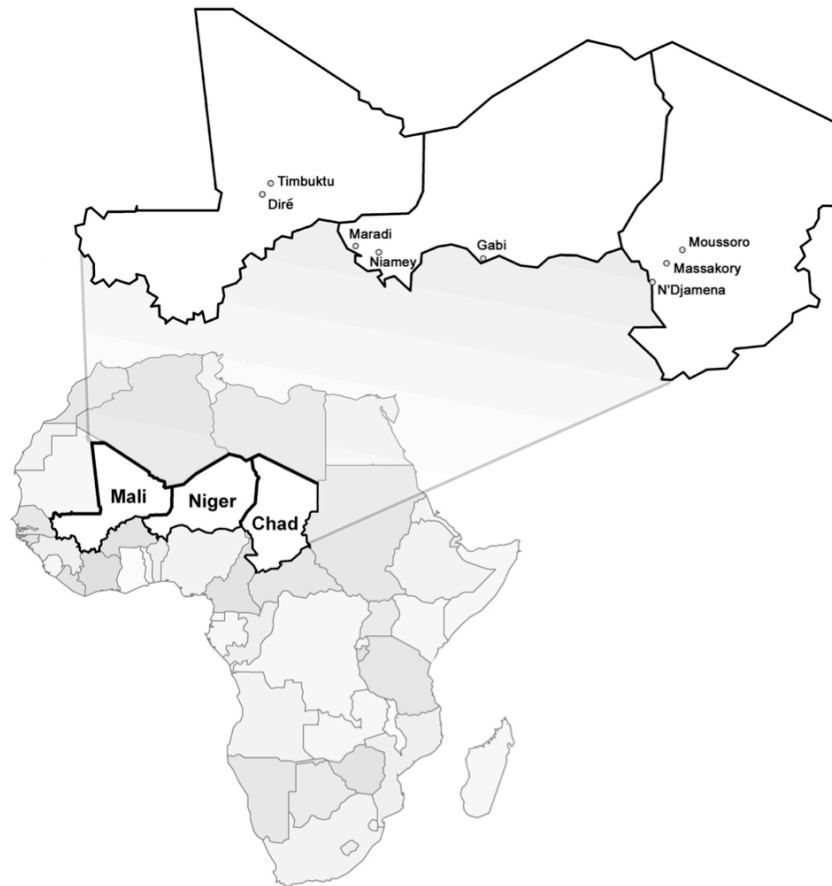 Timbuktu
Diré
Maradi
Niamey
Gabi
Moussoro
Massakory
N'Djamena
Mali
Niger
Chad